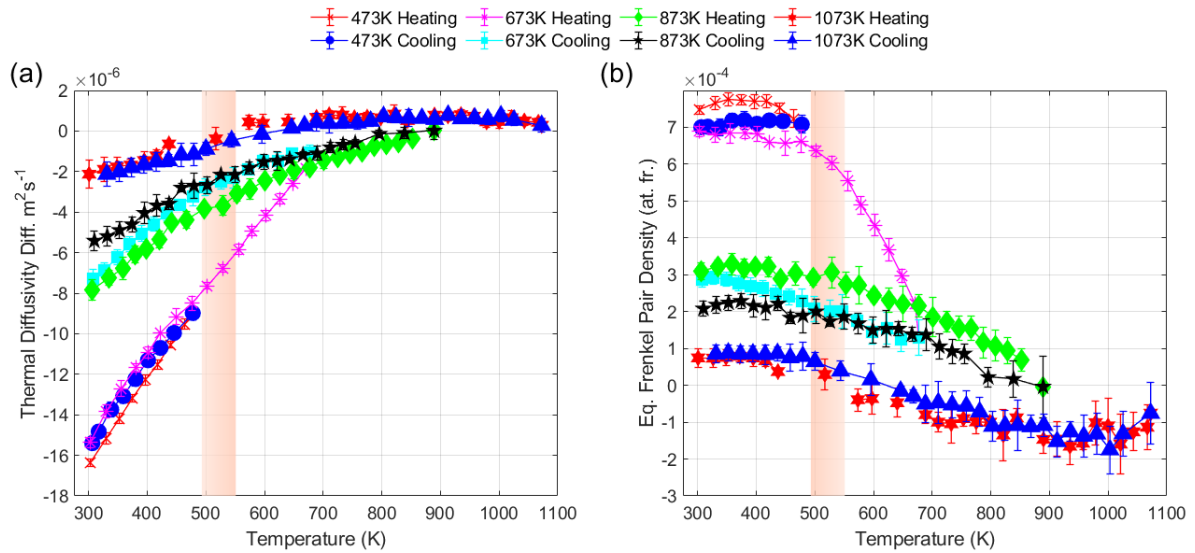 473K Heating 673K Heating 873K Heating 1073K Heating
473K Cooling 673K Cooling 873K Cooling 1073K Cooling
(a)
×10⁻⁶
2
0
-2
-4
-6
-8
-10
-12
-14
-16
-18
Thermal Diffusivity Diff. m² s⁻¹
300 400 500 600 700 800 900 1000 1100
Temperature (K)
(b)
×10⁻⁴
8
7
6
5
4
3
2
1
0
-1
-2
-3
Eq. Frenkel Pair Density (at. fr.)
300 400 500 600 700 800 900 1000 1100
Temperature (K)